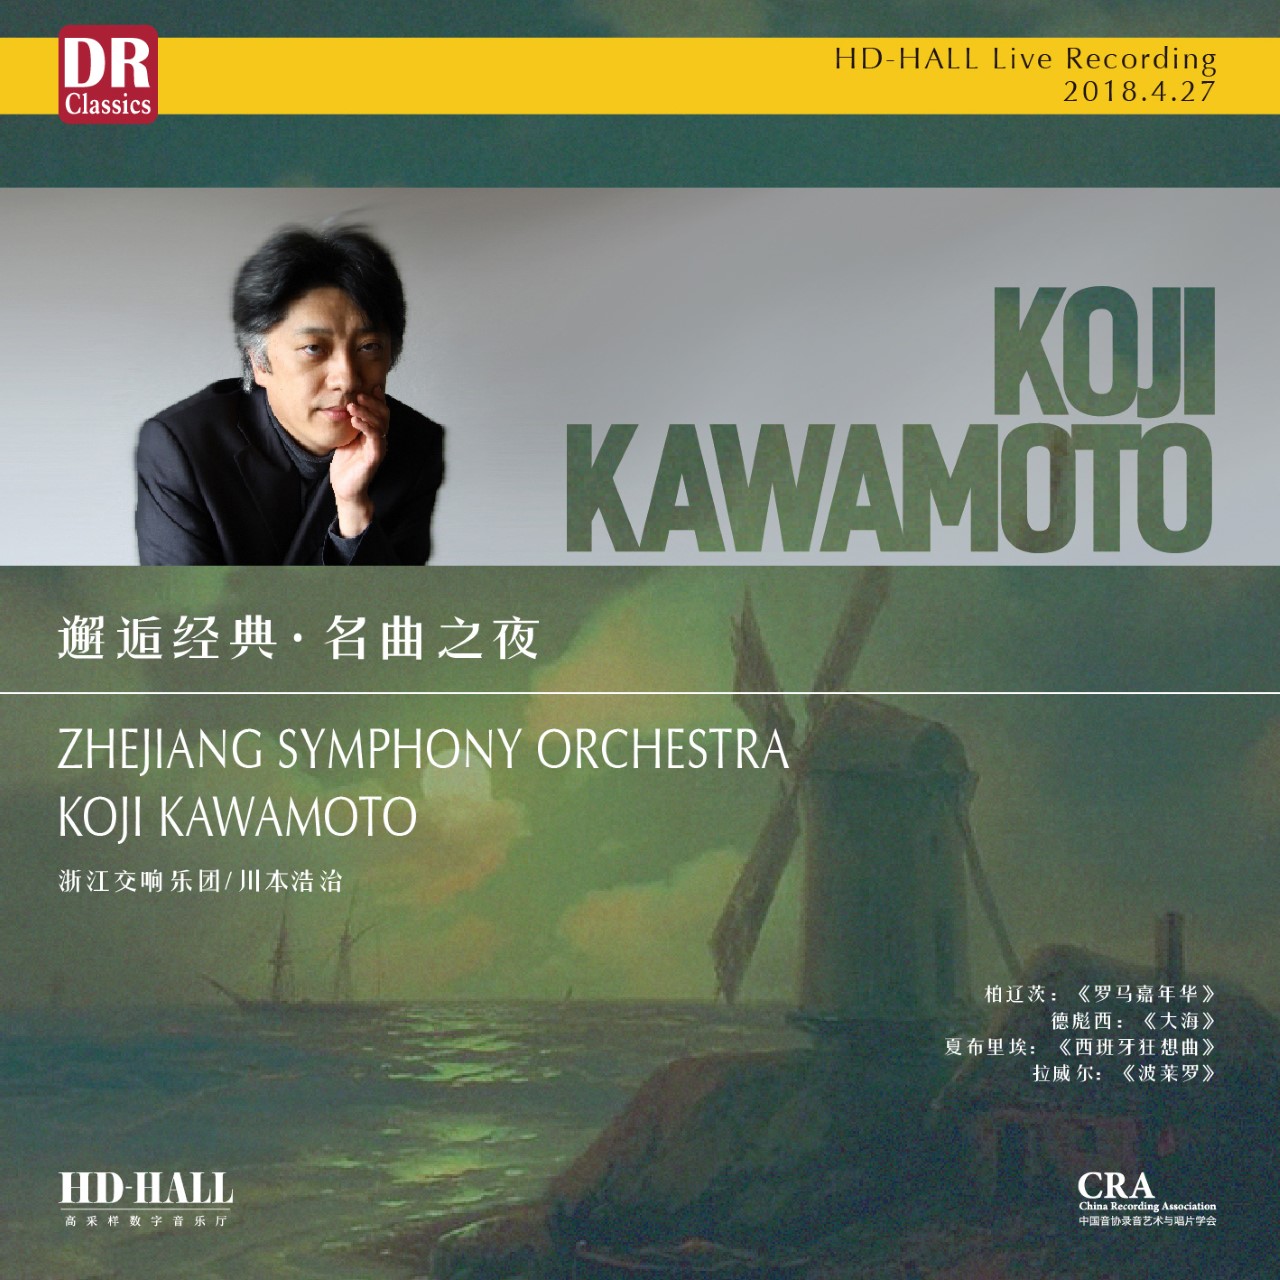 DR
Classics
HD-HALL Live Recording
2018.4.27
KOJI
KAWAMOTO
邂逅经典·名曲之夜
ZHEJIANG SYMPHONY ORCHESTRA
KOJI KAWAMOTO
浙江交响乐团/川本浩治
柏辽茨：《罗马嘉年华》
德彪西：《大海》
夏布里埃：《西班牙狂想曲》
拉威尔：《波莱罗》
HD-HALL
高采样数字音乐厅
CRA
China Recording Association
中国音协录音艺术与唱片学会